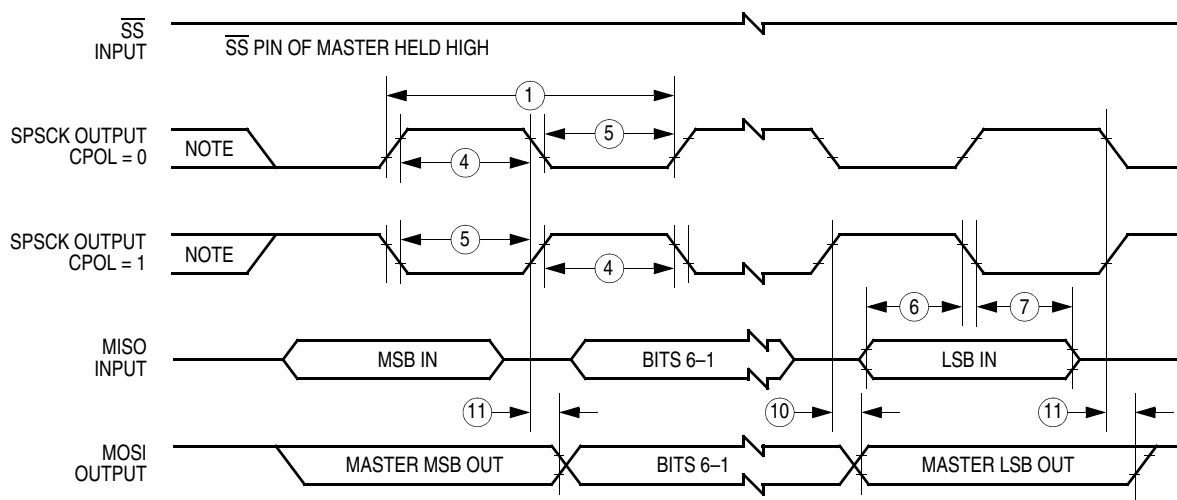 SS
INPUT
SS PIN OF MASTER HELD HIGH
1
SPSCK OUTPUT
CPOL = 0
NOTE
5
4
SPSCK OUTPUT
CPOL = 1
NOTE
5
4
6
7
MISO
INPUT
MSB IN
BITS 6–1
LSB IN
11
10
11
MOSI
OUTPUT
MASTER MSB OUT
BITS 6–1
MASTER LSB OUT